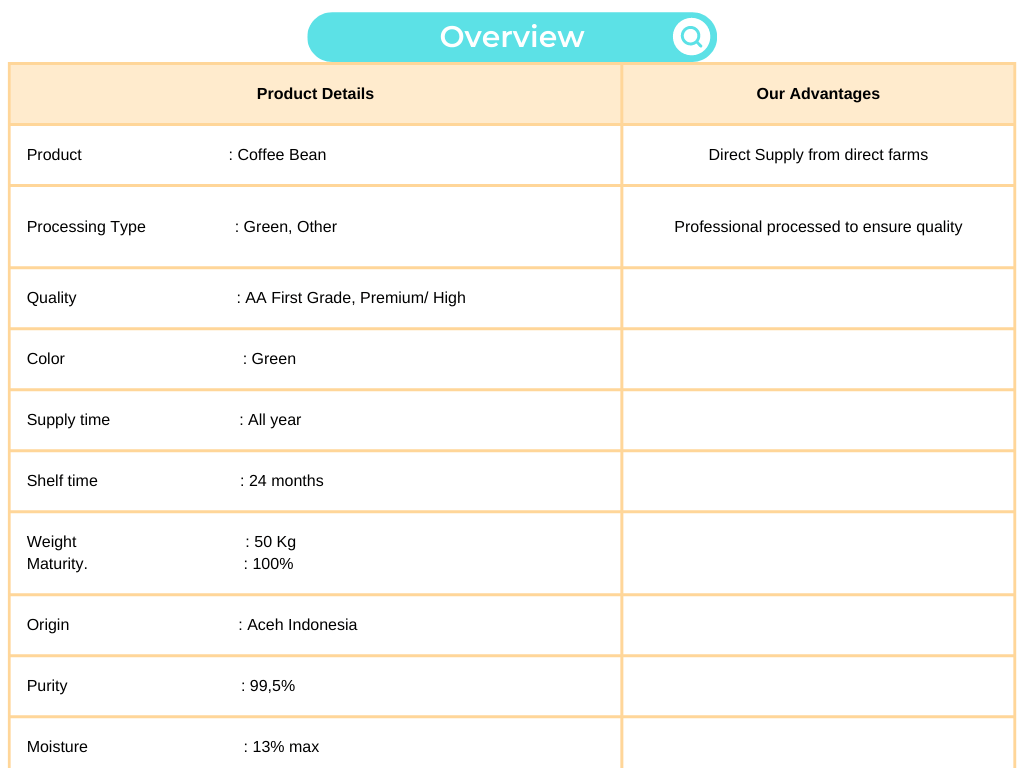 Overview
Product Details Our Advantages
Product : Coffee Bean Direct Supply from direct farms
Processing Type : Green, Other Professional processed to ensure quality
Quality : AA First Grade, Premium/ High
Color : Green
Supply time : All year
Shelf time : 24 months
Weight : 50 Kg
Maturity. : 100%
Origin : Aceh Indonesia
Purity : 99,5%
Moisture : 13% max